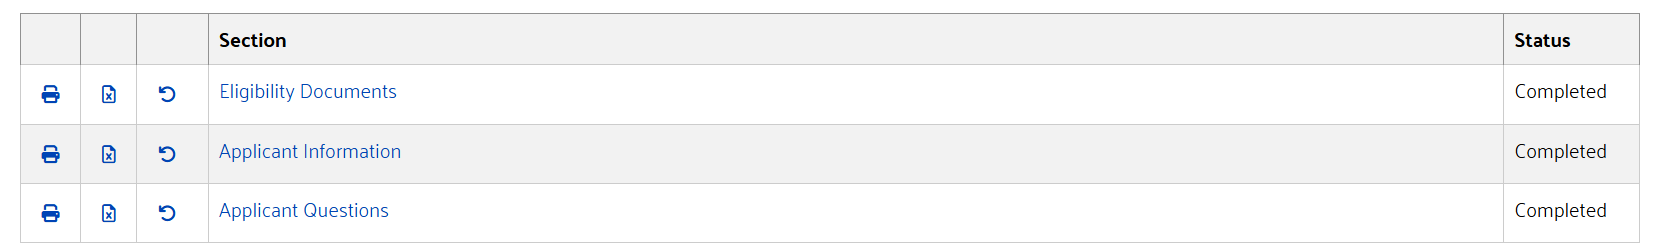 Section Status
Eligibility Documents Completed
Applicant Information Completed
Applicant Questions Completed